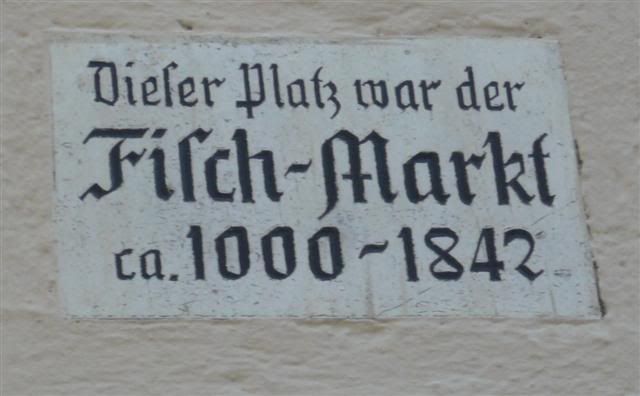 Dieſer Platz war der
Fiſch-Markt
ca. 1000-1842